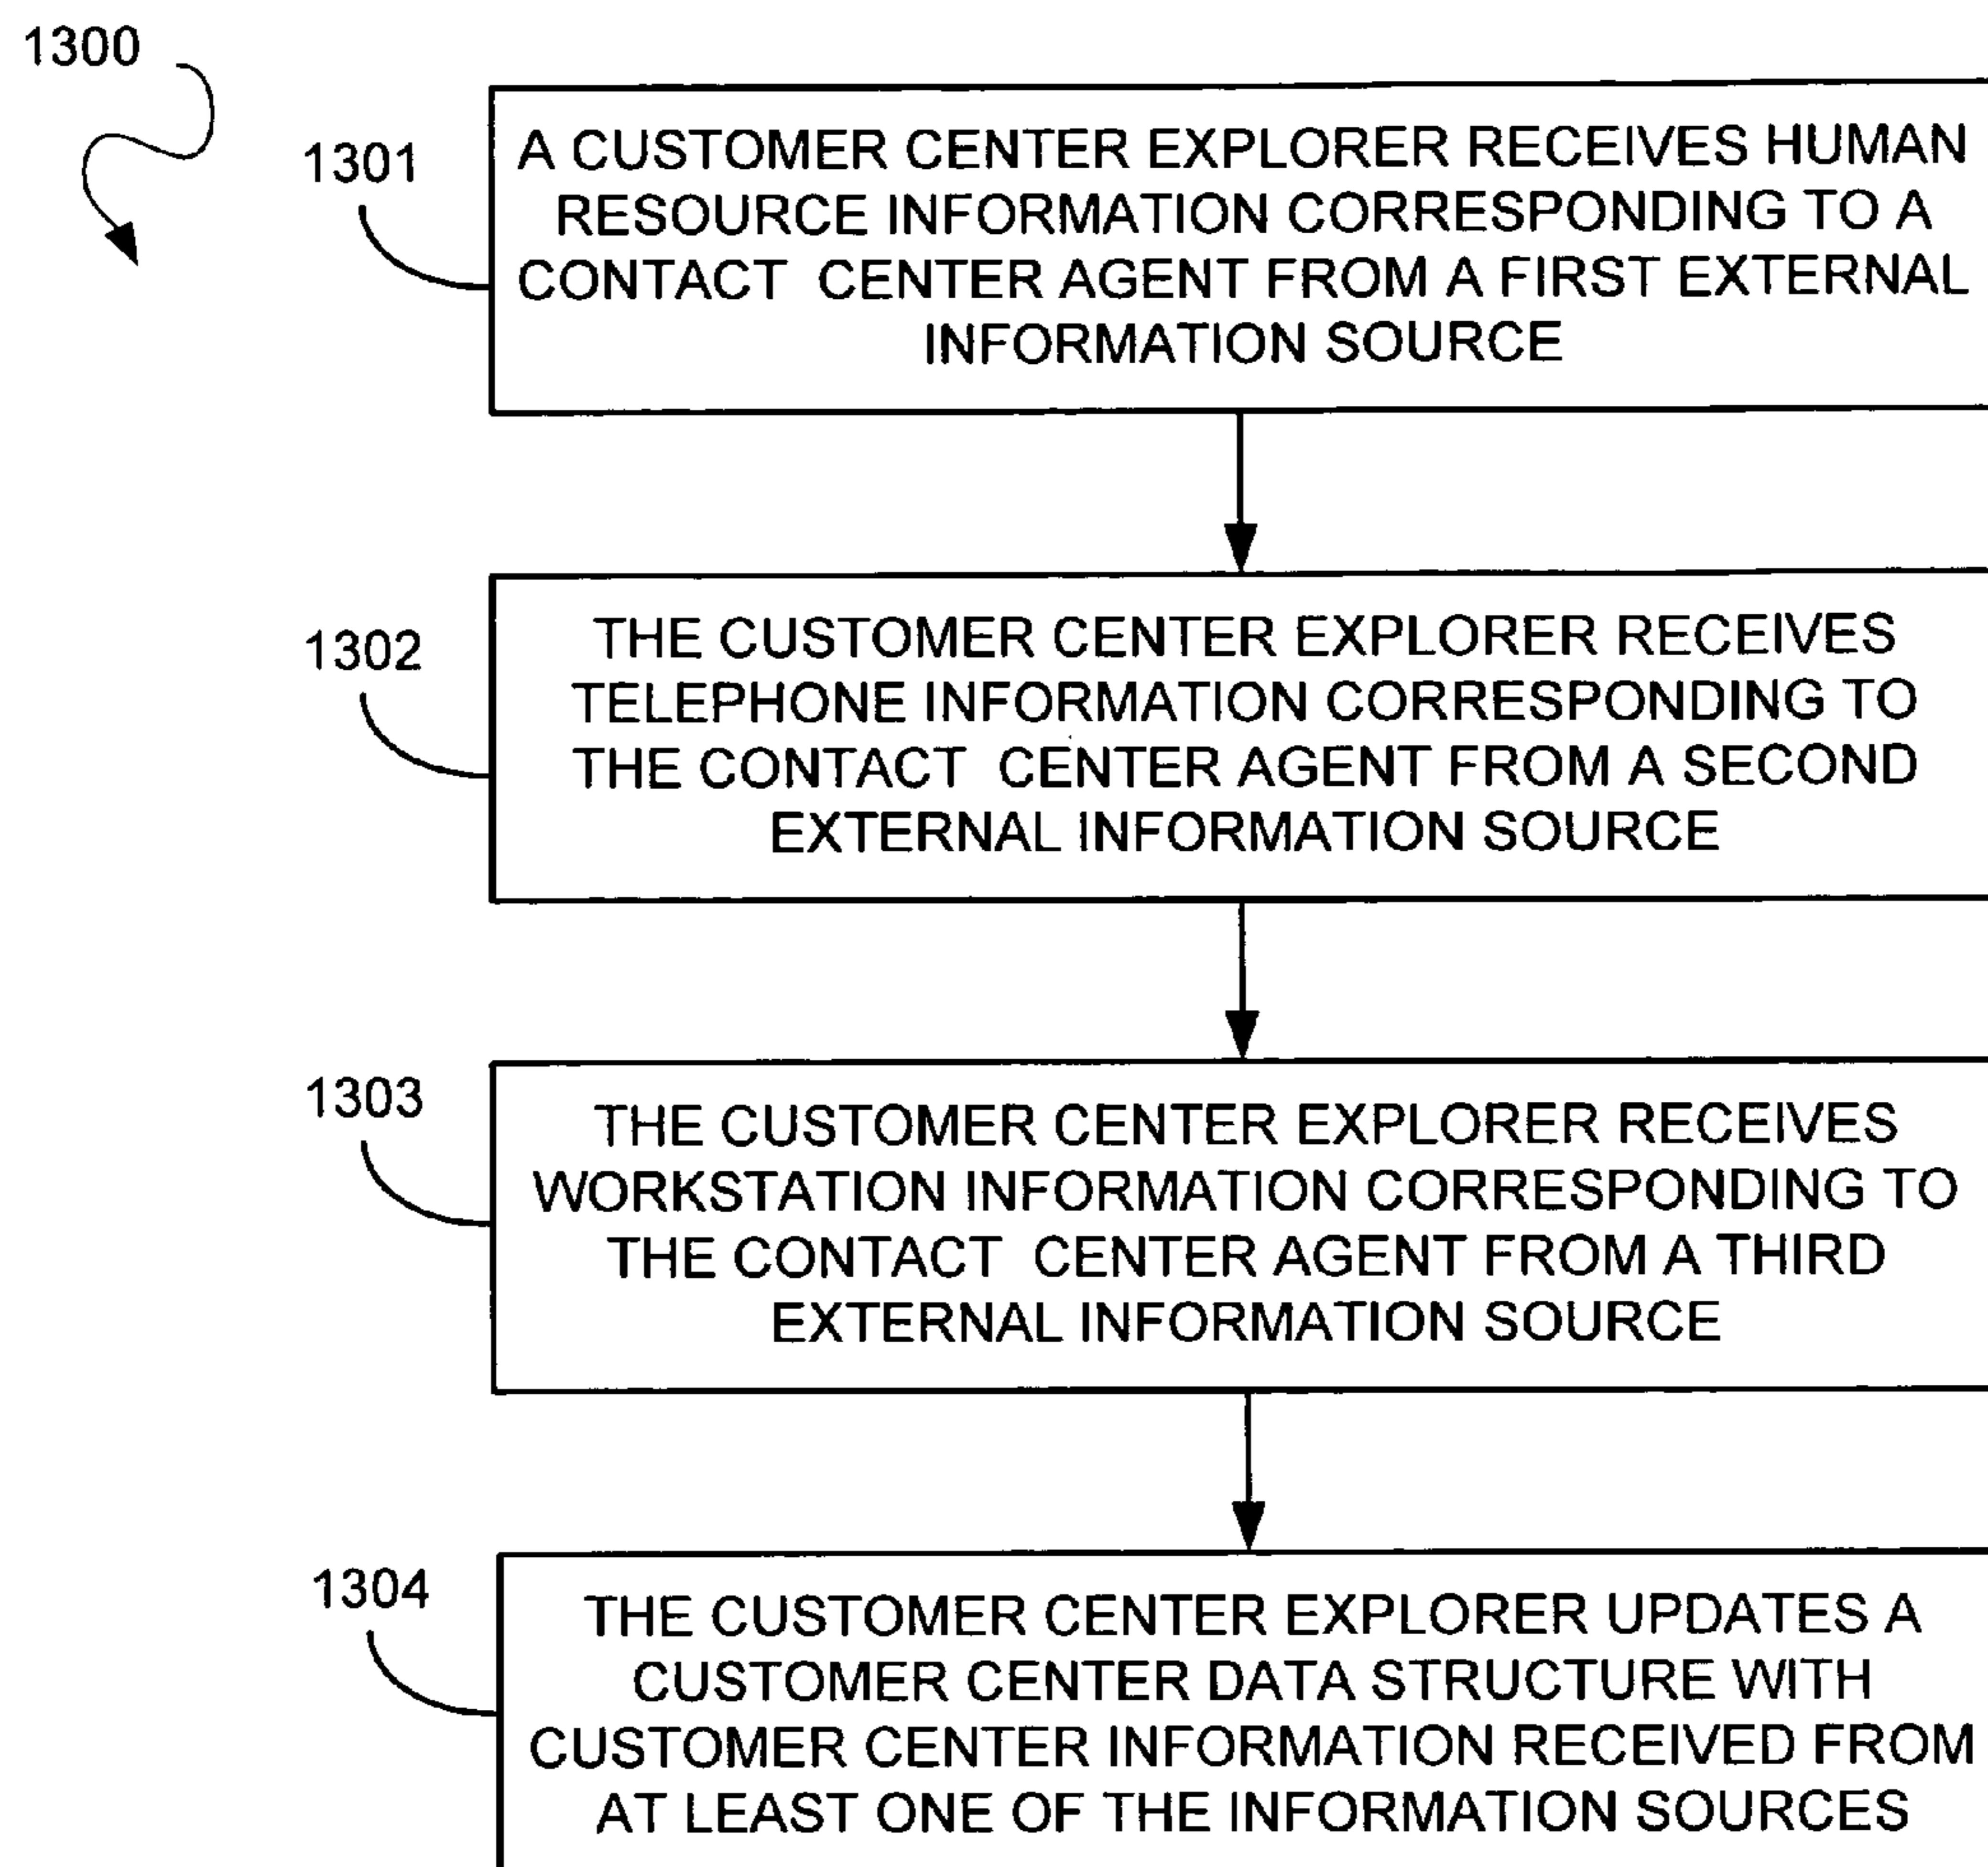 1300
1301
A CUSTOMER CENTER EXPLORER RECEIVES HUMAN
RESOURCE INFORMATION CORRESPONDING TO A
CONTACT CENTER AGENT FROM A FIRST EXTERNAL
INFORMATION SOURCE
1302
THE CUSTOMER CENTER EXPLORER RECEIVES
TELEPHONE INFORMATION CORRESPONDING TO
THE CONTACT CENTER AGENT FROM A SECOND
EXTERNAL INFORMATION SOURCE
1303
THE CUSTOMER CENTER EXPLORER RECEIVES
WORKSTATION INFORMATION CORRESPONDING TO
THE CONTACT CENTER AGENT FROM A THIRD
EXTERNAL INFORMATION SOURCE
1304
THE CUSTOMER CENTER EXPLORER UPDATES A
CUSTOMER CENTER DATA STRUCTURE WITH
CUSTOMER CENTER INFORMATION RECEIVED FROM
AT LEAST ONE OF THE INFORMATION SOURCES